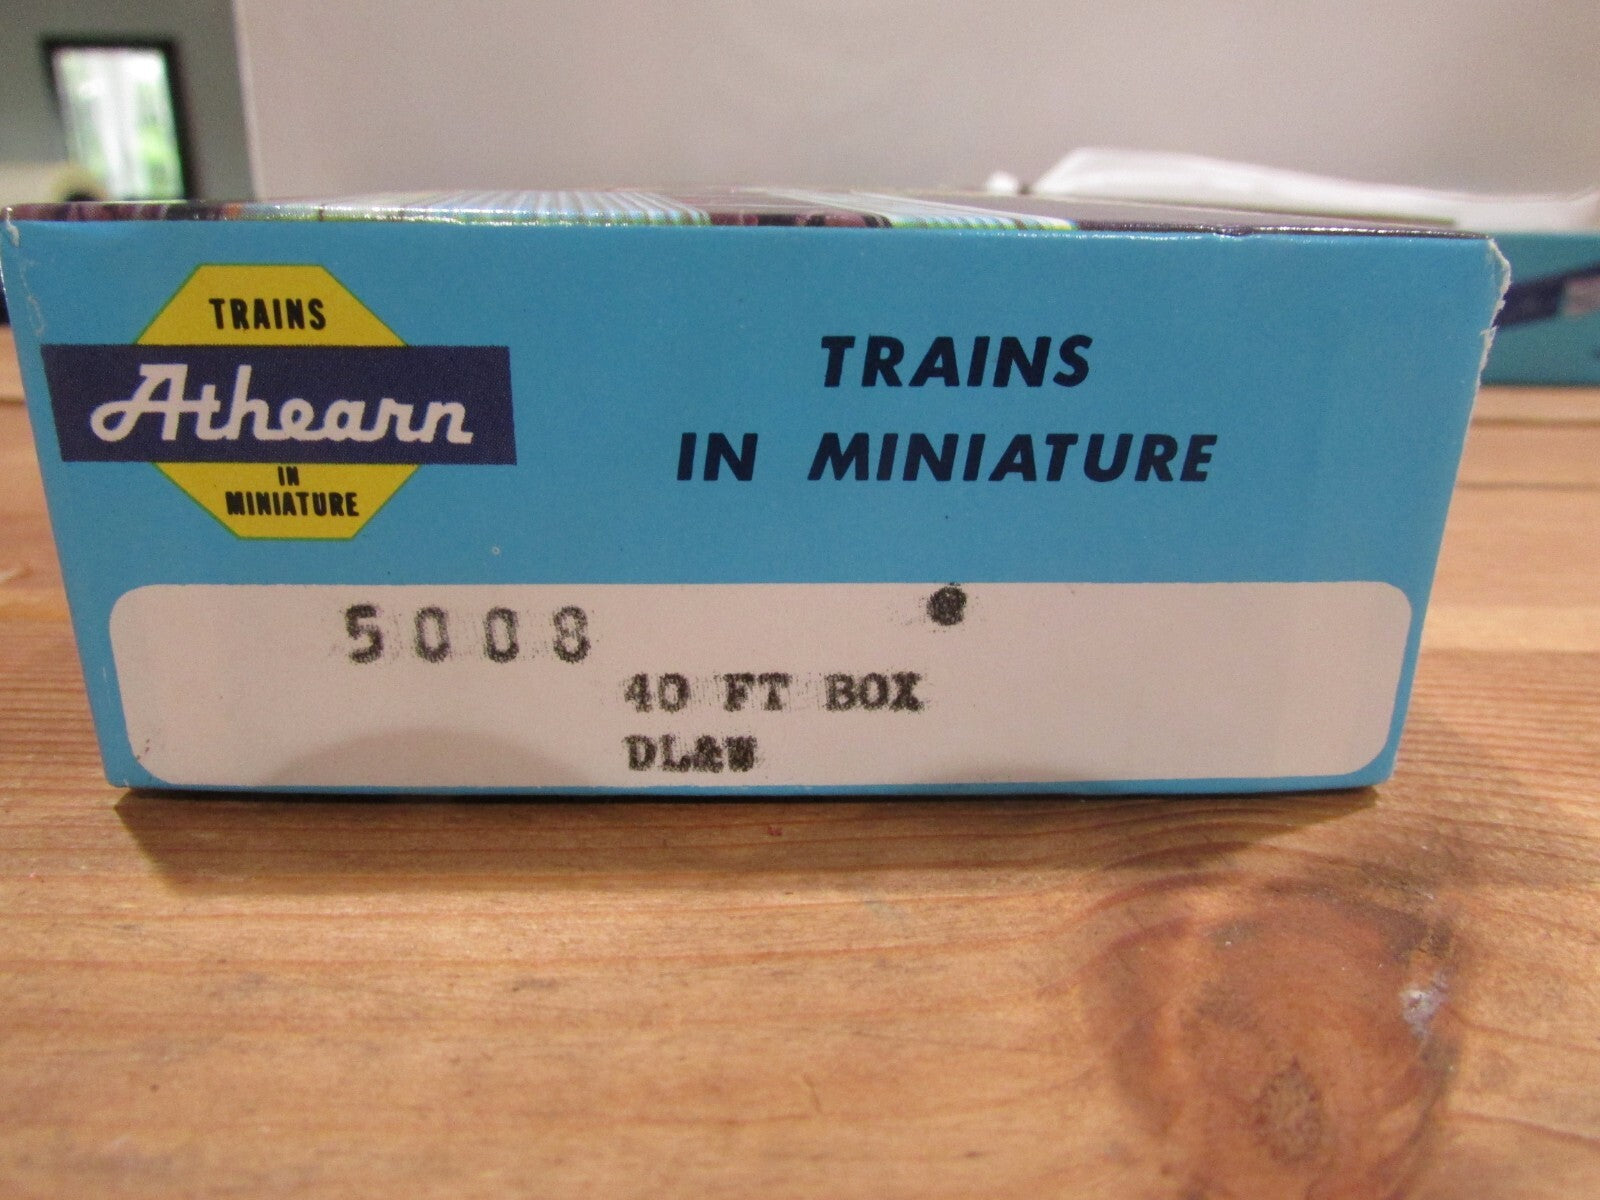 TRAINS
Athearn
IN
MINIATURE
TRAINS
IN MINIATURE
5008
40 FT BOX
DL&W